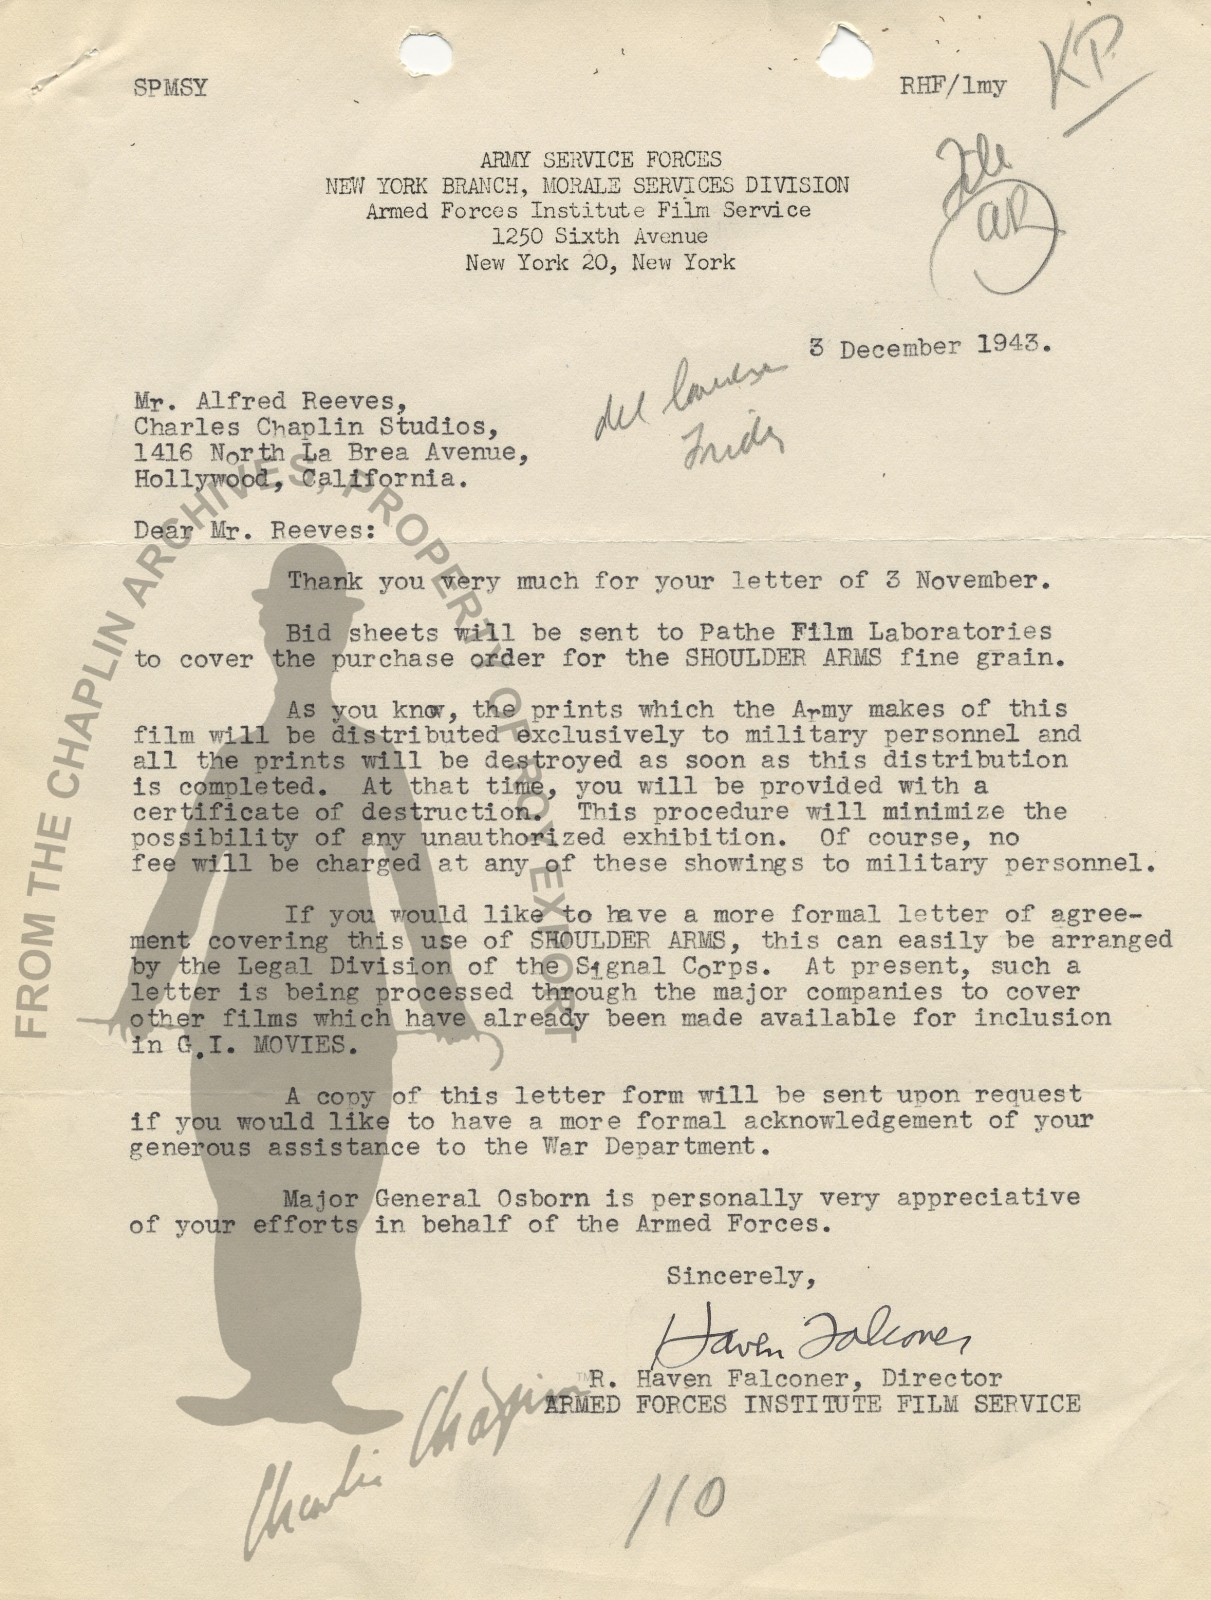 SPMSY
RHF/lmy
KP.
File
AR
ARMY SERVICE FORCES
NEW YORK BRANCH, MORALE SERVICES DIVISION
Armed Forces Institute Film Service
1250 Sixth Avenue
New York 20, New York
3 December 1943.
Mr. Alfred Reeves,
Charles Chaplin Studios,
1416 North La Brea Avenue,
Hollywood, California.
Dear Mr. Reeves:
Thank you very much for your letter of 3 November.
Bid sheets will be sent to Pathe Film Laboratories
to cover the purchase order for the SHOULDER ARMS fine grain.
As you know, the prints which the Army makes of this
film will be distributed exclusively to military personnel and
all the prints will be destroyed as soon as this distribution
is completed. At that time, you will be provided with a
certificate of destruction. This procedure will minimize the
possibility of any unauthorized exhibition. Of course, no
fee will be charged at any of these showings to military personnel.
If you would like to have a more formal letter of agree-
ment covering this use of SHOULDER ARMS, this can easily be arranged
by the Legal Division of the Signal Corps. At present, such a
letter is being processed through the major companies to cover
other films which have already been made available for inclusion
in G.I. MOVIES.
A copy of this letter form will be sent upon request
if you would like to have a more formal acknowledgement of your
generous assistance to the War Department.
Major General Osborn is personally very appreciative
of your efforts in behalf of the Armed Forces.
Sincerely,
Haven Falconer
R. Haven Falconer, Director
ARMED FORCES INSTITUTE FILM SERVICE
110
FROM THE CHAPLIN ARCHIVES, PROPERTY OF ROY EXPORT
Charlie Chaplin TM